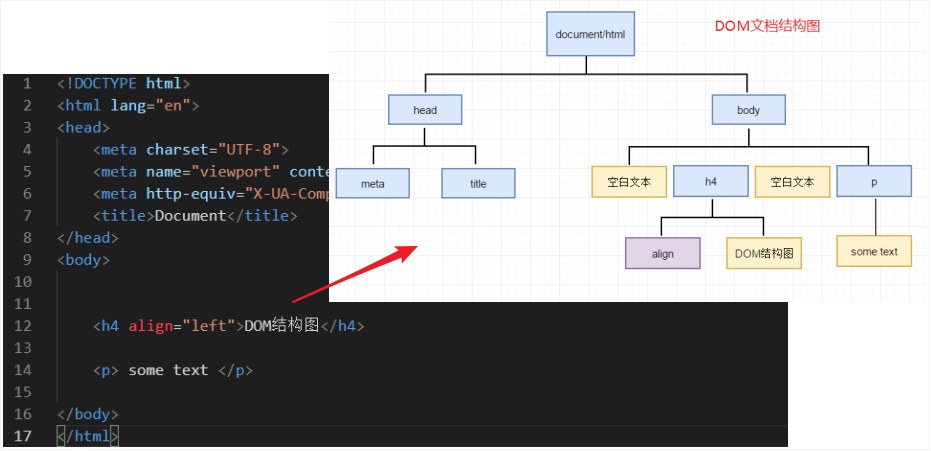 DOM文档结构图
document/html
head
body
meta
title
空白文本
h4
空白文本
p
align
DOM结构图
some text
1 <!DOCTYPE html>
2 <html lang="en">
3 <head>
4 <meta charset="UTF-8">
5 <meta name="viewport" conte
6 <meta http-equiv="X-UA-Comp
7 <title>Document</title>
8 </head>
9 <body>
10
11
12 <h4 align="left">DOM结构图</h4>
13
14 <p> some text </p>
15
16 </body>
17 </html>